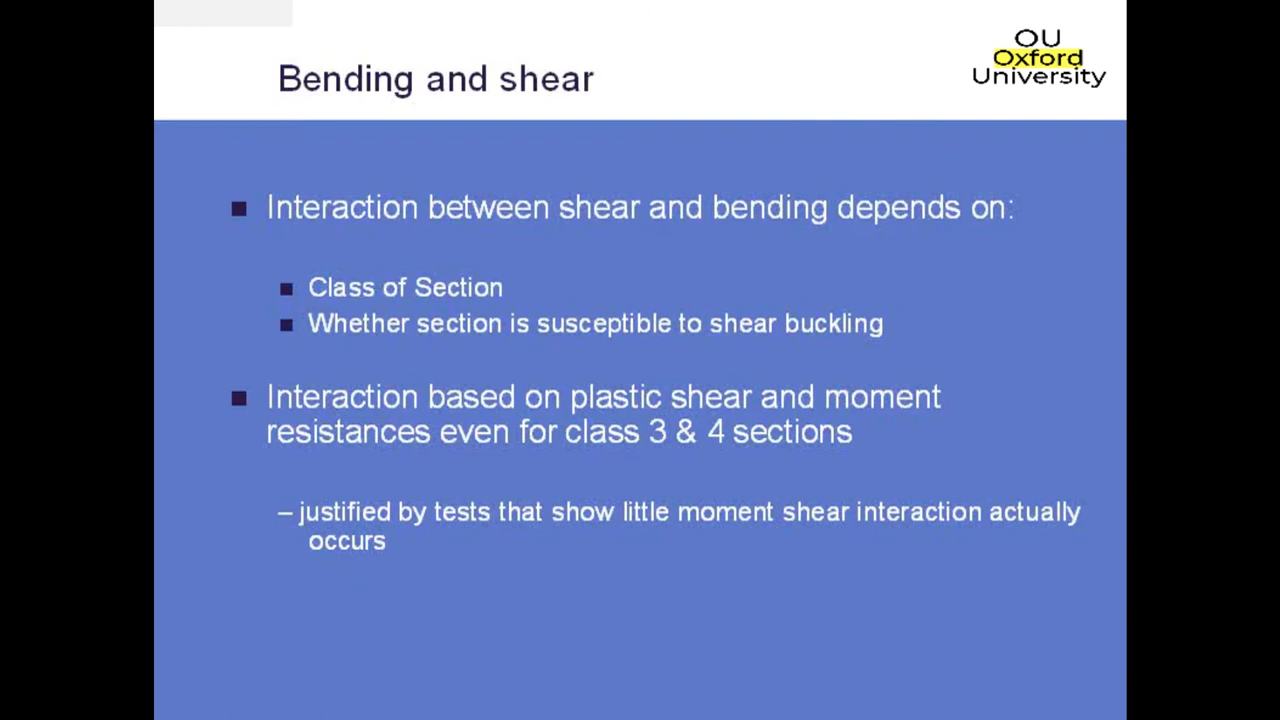 OU
Oxford
University
Bending and shear
Interaction between shear and bending depends on:
Class of Section
Whether section is susceptible to shear buckling
Interaction based on plastic shear and moment
resistances even for class 3 & 4 sections
– justified by tests that show little moment shear interaction actually
occurs